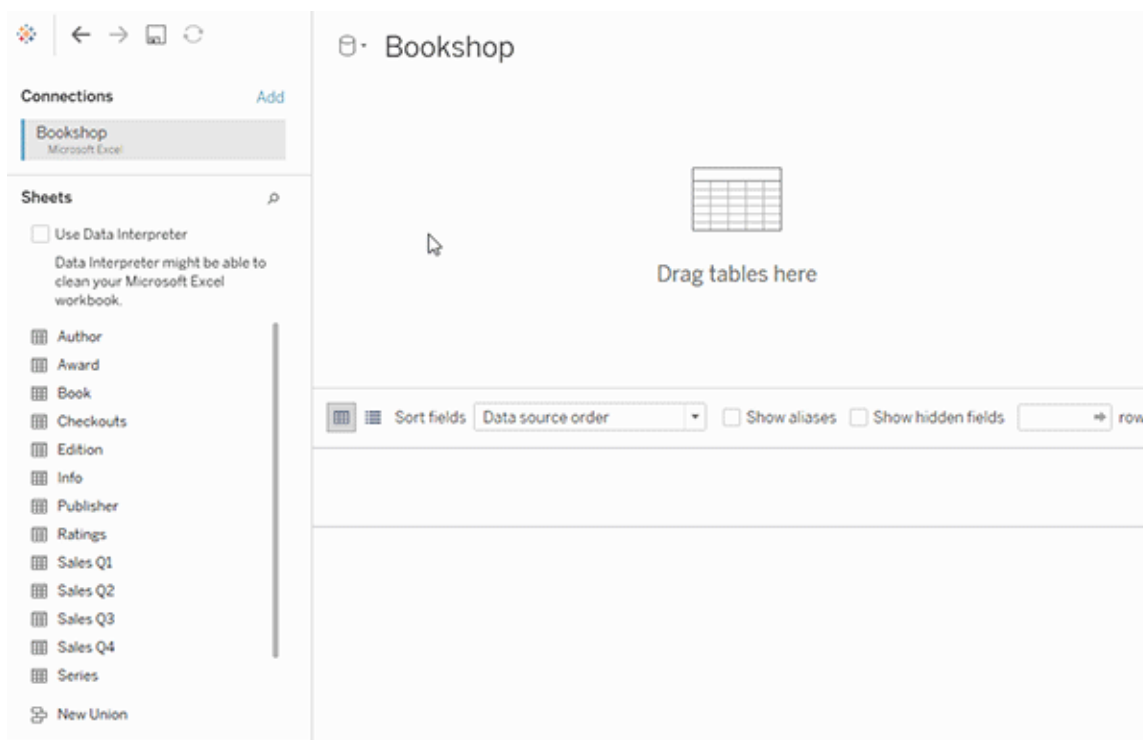 Bookshop
Connections Add
Bookshop
Microsoft Excel
Sheets
Use Data Interpreter
Data Interpreter might be able to
clean your Microsoft Excel
workbook.
Author
Award
Book
Checkouts
Edition
Info
Publisher
Ratings
Sales Q1
Sales Q2
Sales Q3
Sales Q4
Series
New Union
Drag tables here
Sort fields Data source order Show aliases Show hidden fields row